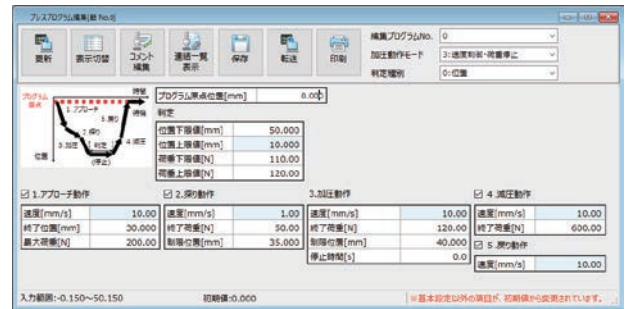 プレスプログラム編集[軸 No.0]
更新 表示切替 コメント編集 連続一覧表示 保存 転送 印刷
編集プログラムNo. 0
加圧動作モード 3:速度制御・荷重停止
判定種別 0:位置
プログラム原点 時間 待機
1.アプローチ 5.戻り
2.探り
3.加圧 判定 4.減圧
位置 (停止)
プログラム原点位置[mm] 0.000
判定
位置下限値[mm] 50.000
位置上限値[mm] 10.000
荷重下限値[N] 110.00
荷重上限値[N] 120.00
1.アプローチ動作
速度[mm/s] 10.00
終了位置[mm] 30.000
最大荷重[N] 200.00
2.探り動作
速度[mm/s] 1.00
終了荷重[N] 50.00
制限位置[mm] 35.000
3.加圧動作
速度[mm/s] 10.00
終了荷重[N] 120.00
制限位置[mm] 40.000
停止時間[s] 0.0
4.減圧動作
速度[mm/s] 10.00
終了荷重[N] 600.00
5.戻り動作
速度[mm/s] 10.00
入力範囲:-0.150～50.150
初期値:0.000
※基本設定以外の項目が、初期値から変更されています。